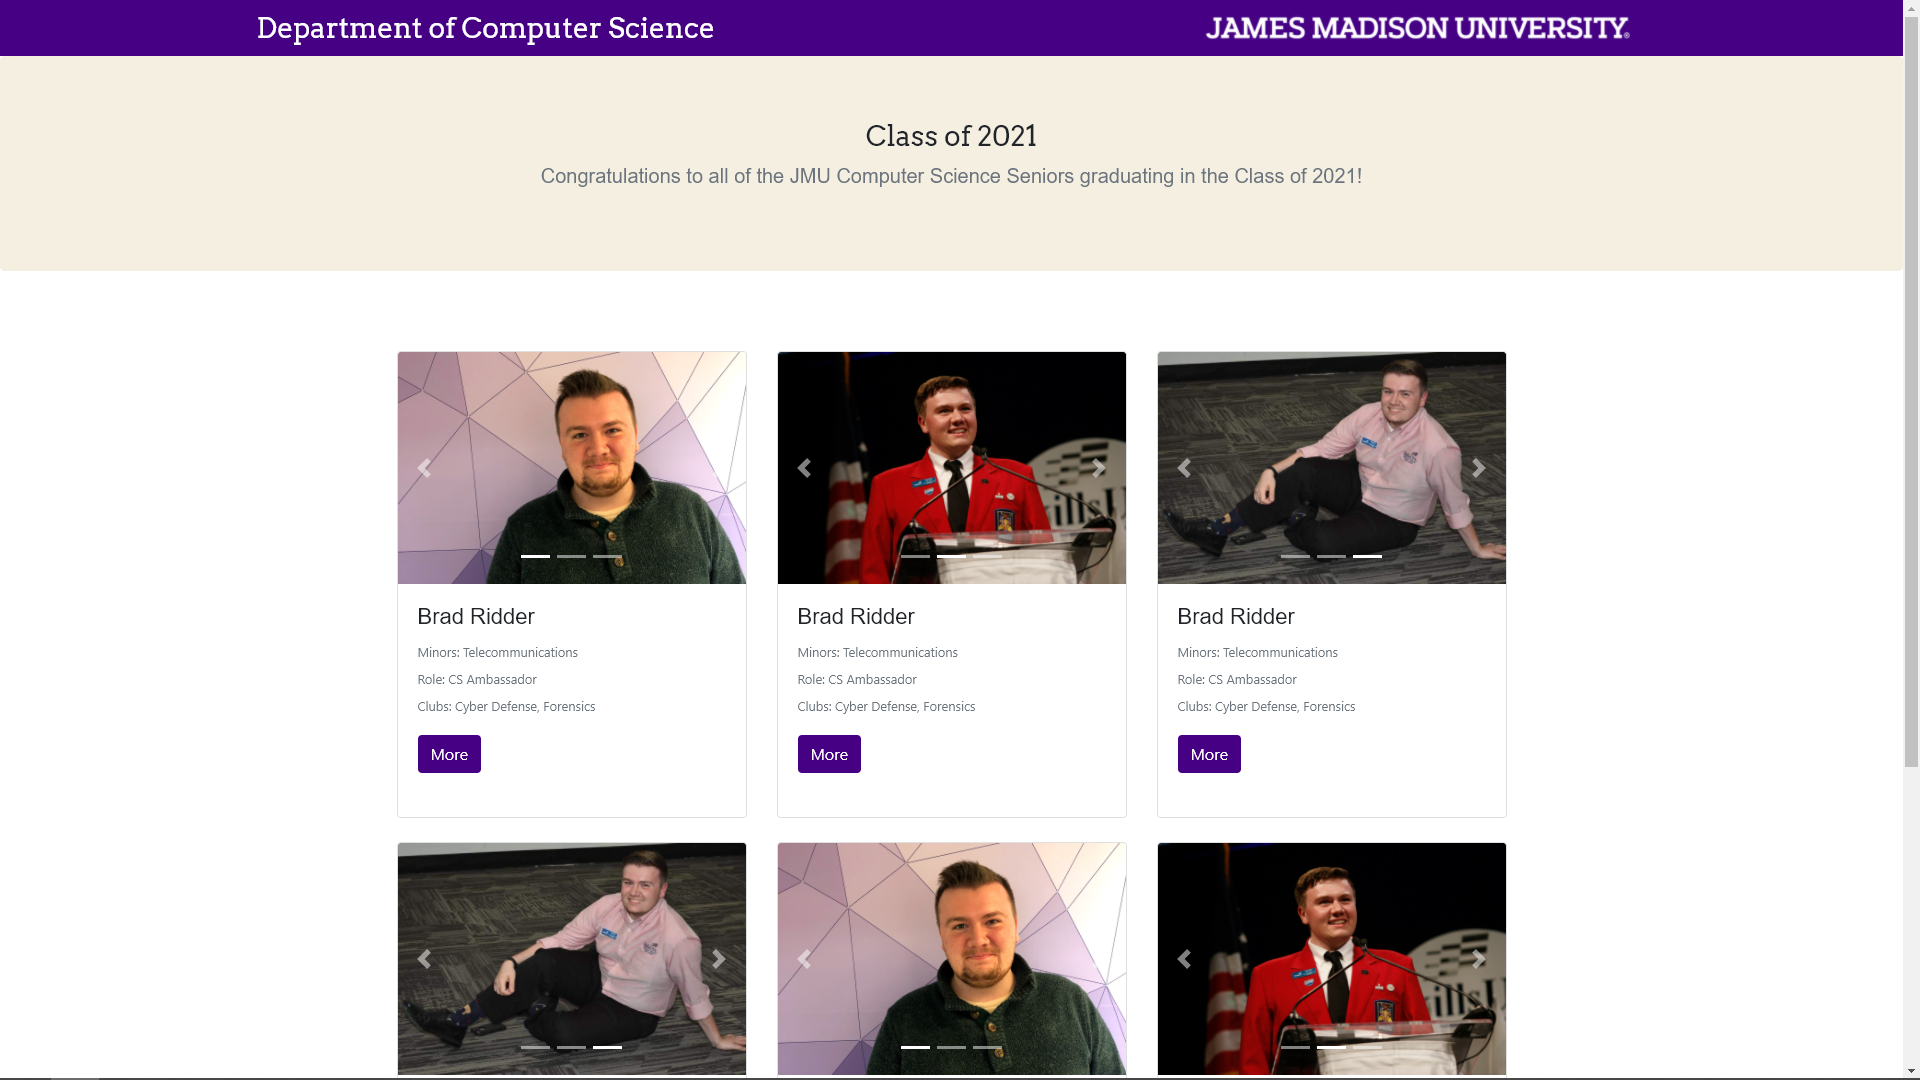 Department of Computer Science
JAMES MADISON UNIVERSITY®
Class of 2021
Congratulations to all of the JMU Computer Science Seniors graduating in the Class of 2021!
Brad Ridder
Minors: Telecommunications
Role: CS Ambassador
Clubs: Cyber Defense, Forensics
More
Brad Ridder
Minors: Telecommunications
Role: CS Ambassador
Clubs: Cyber Defense, Forensics
More
Brad Ridder
Minors: Telecommunications
Role: CS Ambassador
Clubs: Cyber Defense, Forensics
More